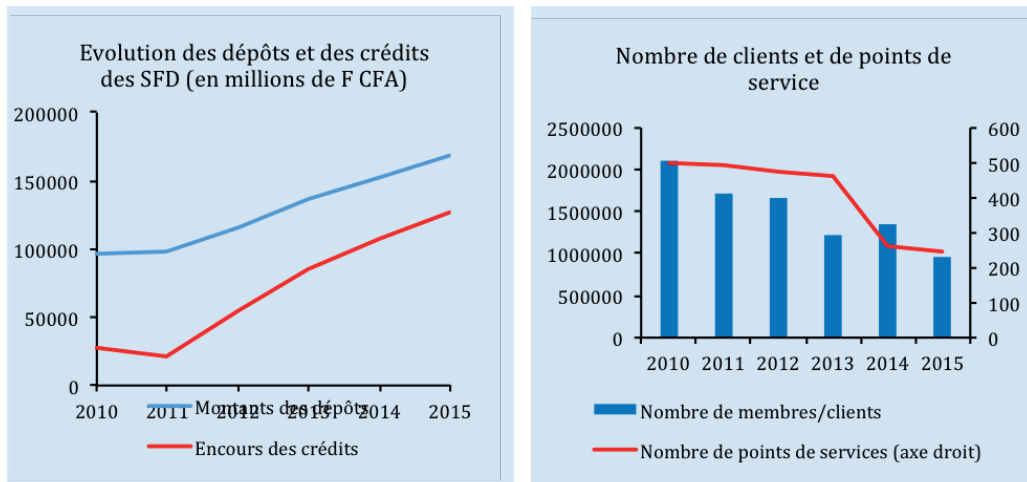 Evolution des dépôts et des crédits
des SFD (en millions de F CFA)
200000
150000
100000
50000
0
2010 2011 2012 2013 2014 2015
Montants des dépôts
Encours des crédits
Nombre de clients et de points de
service
2500000
2000000
1500000
1000000
500000
0
600
500
400
300
200
100
0
2010 2011 2012 2013 2014 2015
Nombre de membres/clients
Nombre de points de services (axe droit)